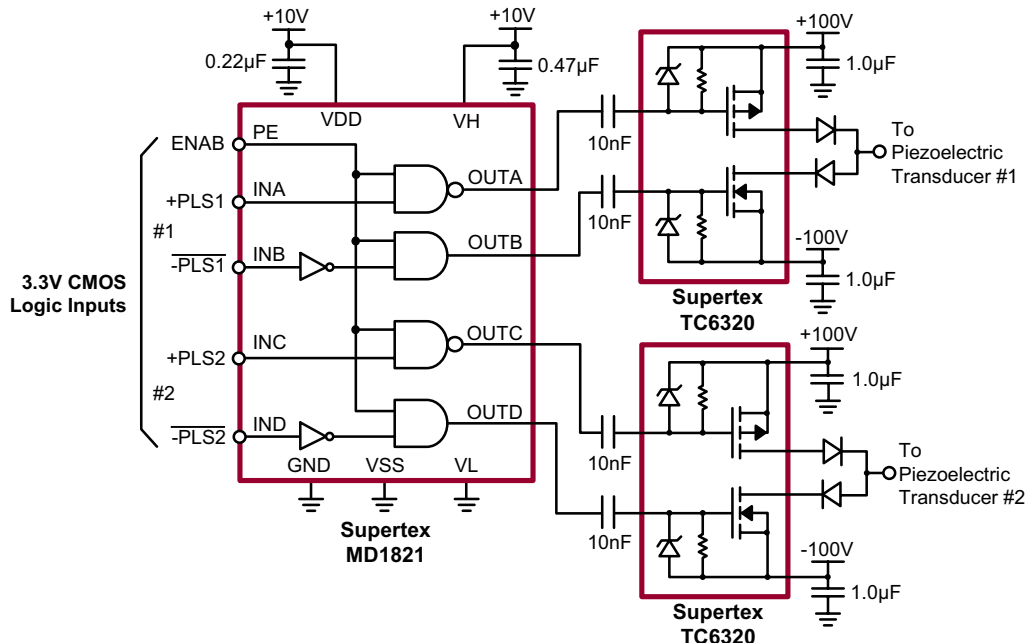 +10V
+10V
0.22µF
0.47µF
+100V
1.0µF
VDD
VH
ENAB
PE
OUTA
10nF
To
Piezoelectric
Transducer #1
+PLS1
INA
#1
OUTB
10nF
-PLS1
INB
-100V
1.0µF
3.3V CMOS
Logic Inputs
Supertex
TC6320
OUTC
+PLS2
INC
+100V
1.0µF
#2
OUTD
10nF
-PLS2
IND
To
Piezoelectric
Transducer #2
GND
VSS
VL
10nF
Supertex
MD1821
-100V
1.0µF
Supertex
TC6320